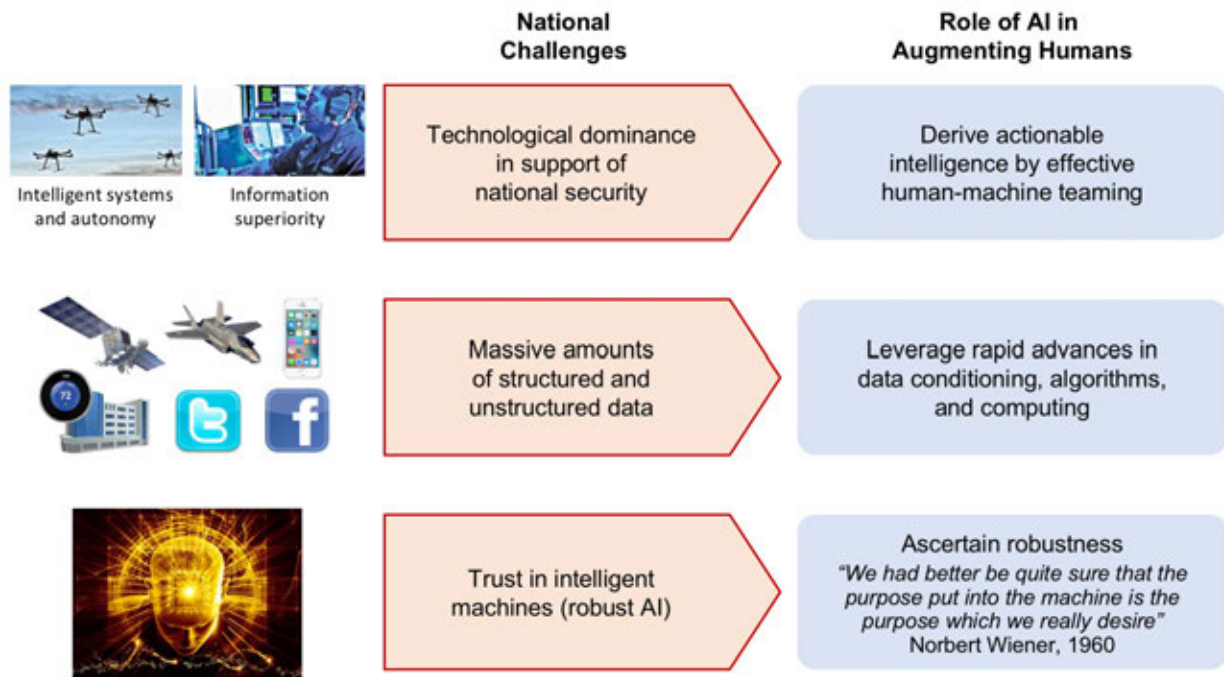 National
Challenges
Role of AI in
Augmenting Humans
Intelligent systems
and autonomy
Information
superiority
Technological dominance
in support of
national security
Derive actionable
intelligence by effective
human-machine teaming
72
Massive amounts
of structured and
unstructured data
Leverage rapid advances in
data conditioning, algorithms,
and computing
Trust in intelligent
machines (robust AI)
Ascertain robustness
“We had better be quite sure that the
purpose put into the machine is the
purpose which we really desire”
Norbert Wiener, 1960